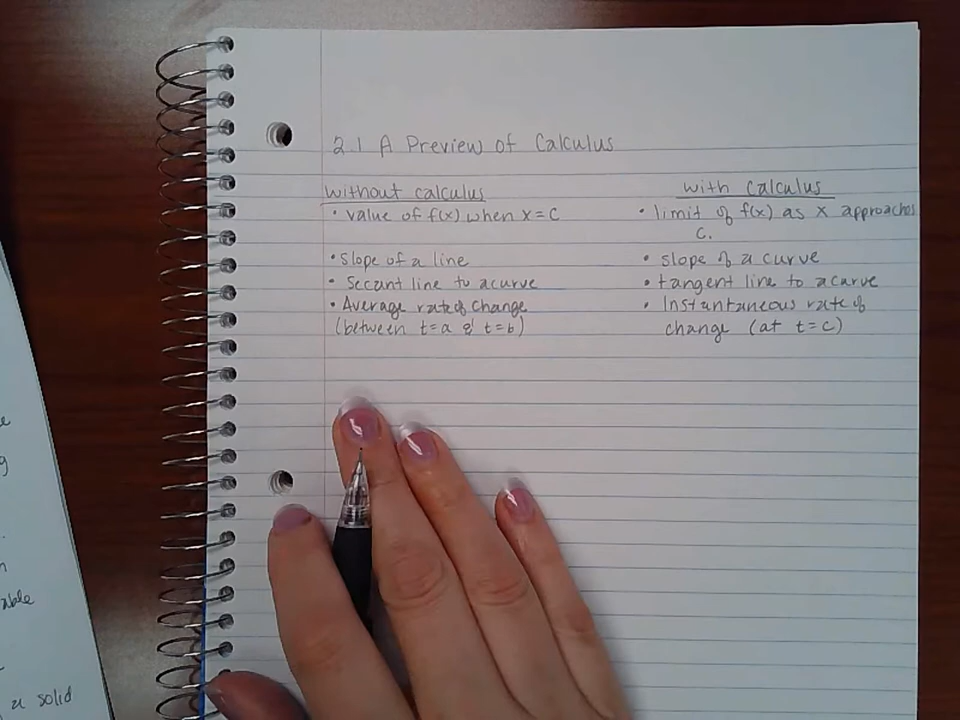 2.1 A Preview of Calculus
without calculus
• value of f(x) when x = c
• Slope of a line
• Secant line to a curve
• Average rate of change
(between t=a & t=b)
with calculus
• limit of f(x) as x approaches
c.
• slope of a curve
• tangent line to a curve
• Instantaneous rate of
change (at t=c)
a solid